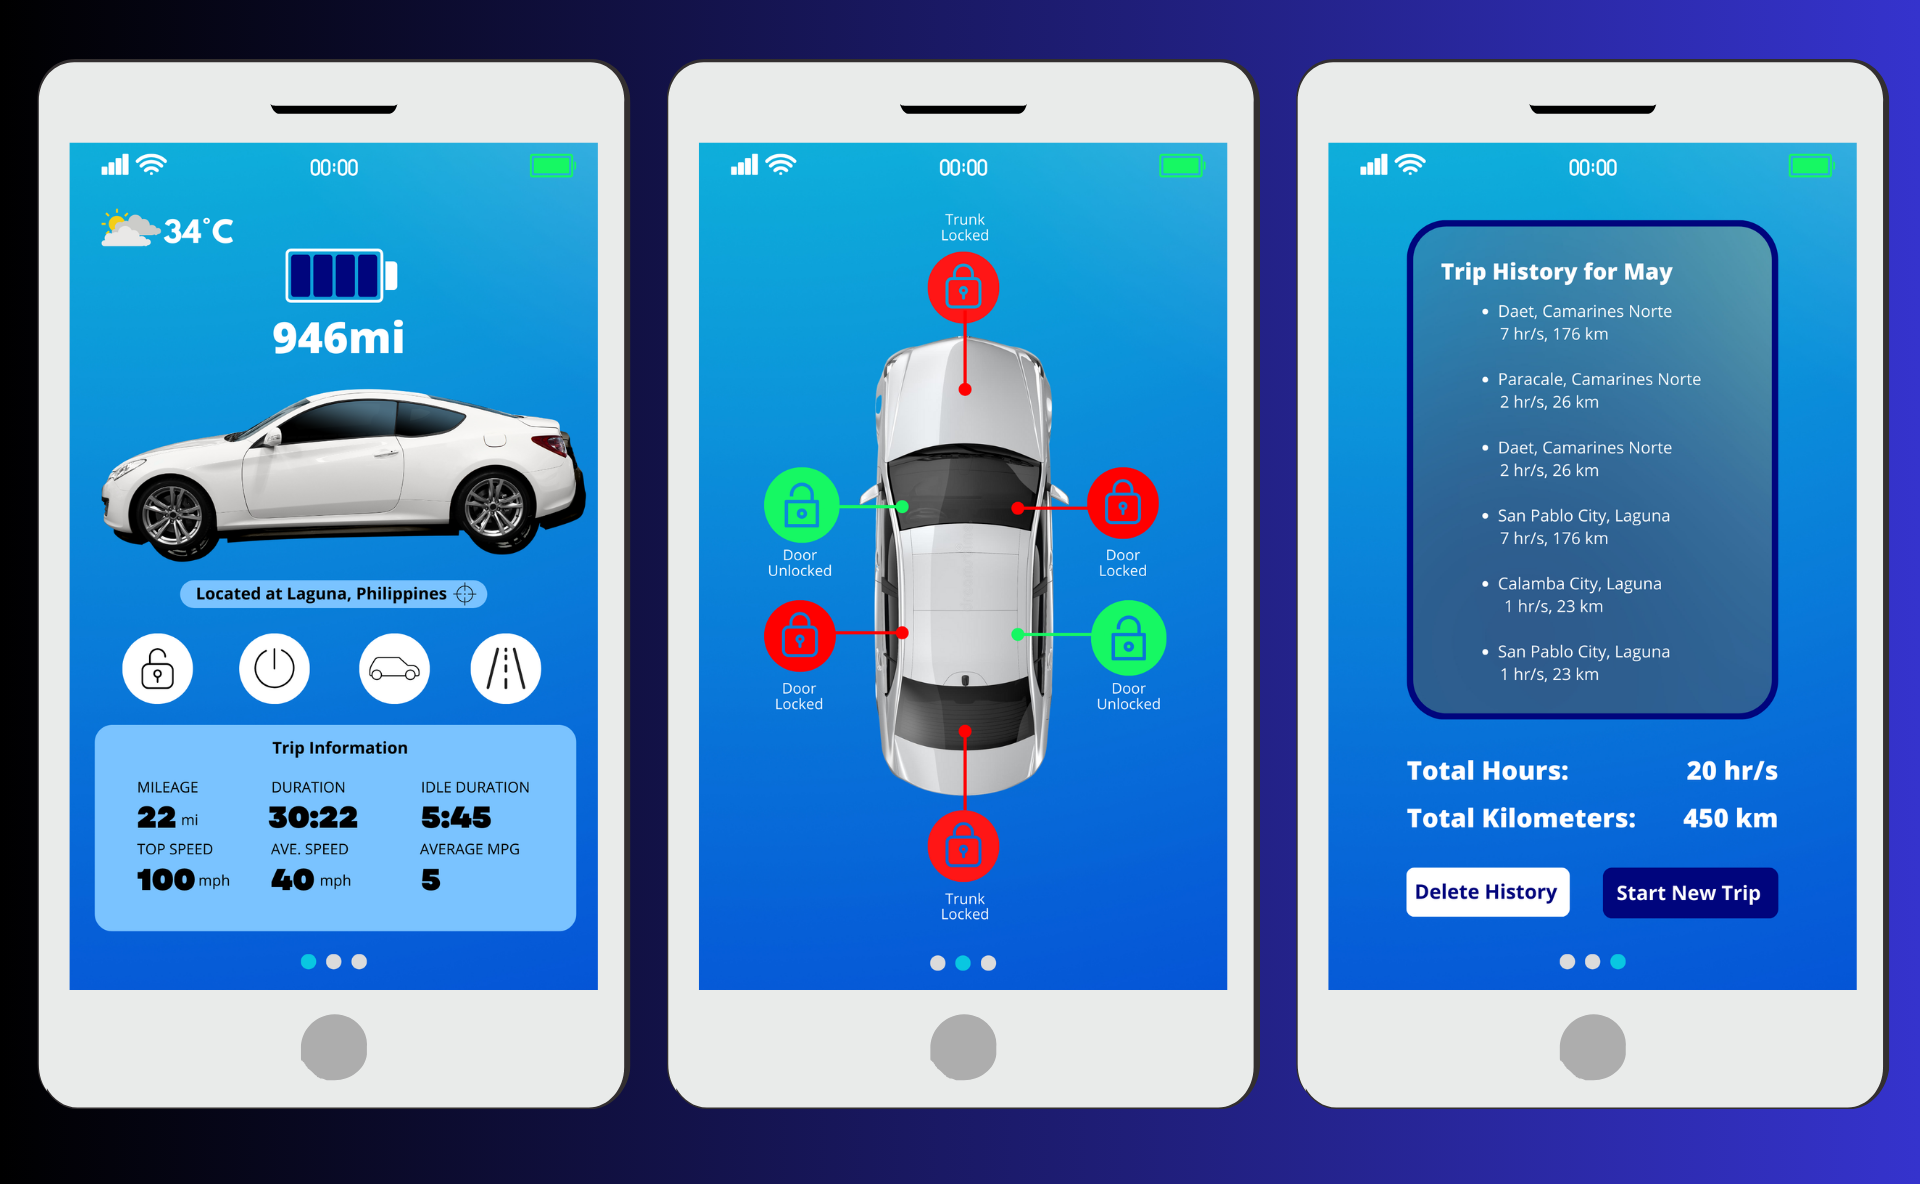 00:00
34°C
946mi
Located at Laguna, Philippines
Trip Information
MILEAGE DURATION IDLE DURATION
22 mi 30:22 5:45
TOP SPEED AVE. SPEED AVERAGE MPG
100 mph 40 mph 5
00:00
Trunk
Locked
Door
Unlocked
Door
Locked
Door
Locked
Door
Unlocked
Trunk
Locked
00:00
Trip History for May
• Daet, Camarines Norte
7 hr/s, 176 km
• Paracale, Camarines Norte
2 hr/s, 26 km
• Daet, Camarines Norte
2 hr/s, 26 km
• San Pablo City, Laguna
7 hr/s, 176 km
• Calamba City, Laguna
1 hr/s, 23 km
• San Pablo City, Laguna
1 hr/s, 23 km
Total Hours: 20 hr/s
Total Kilometers: 450 km
Delete History Start New Trip